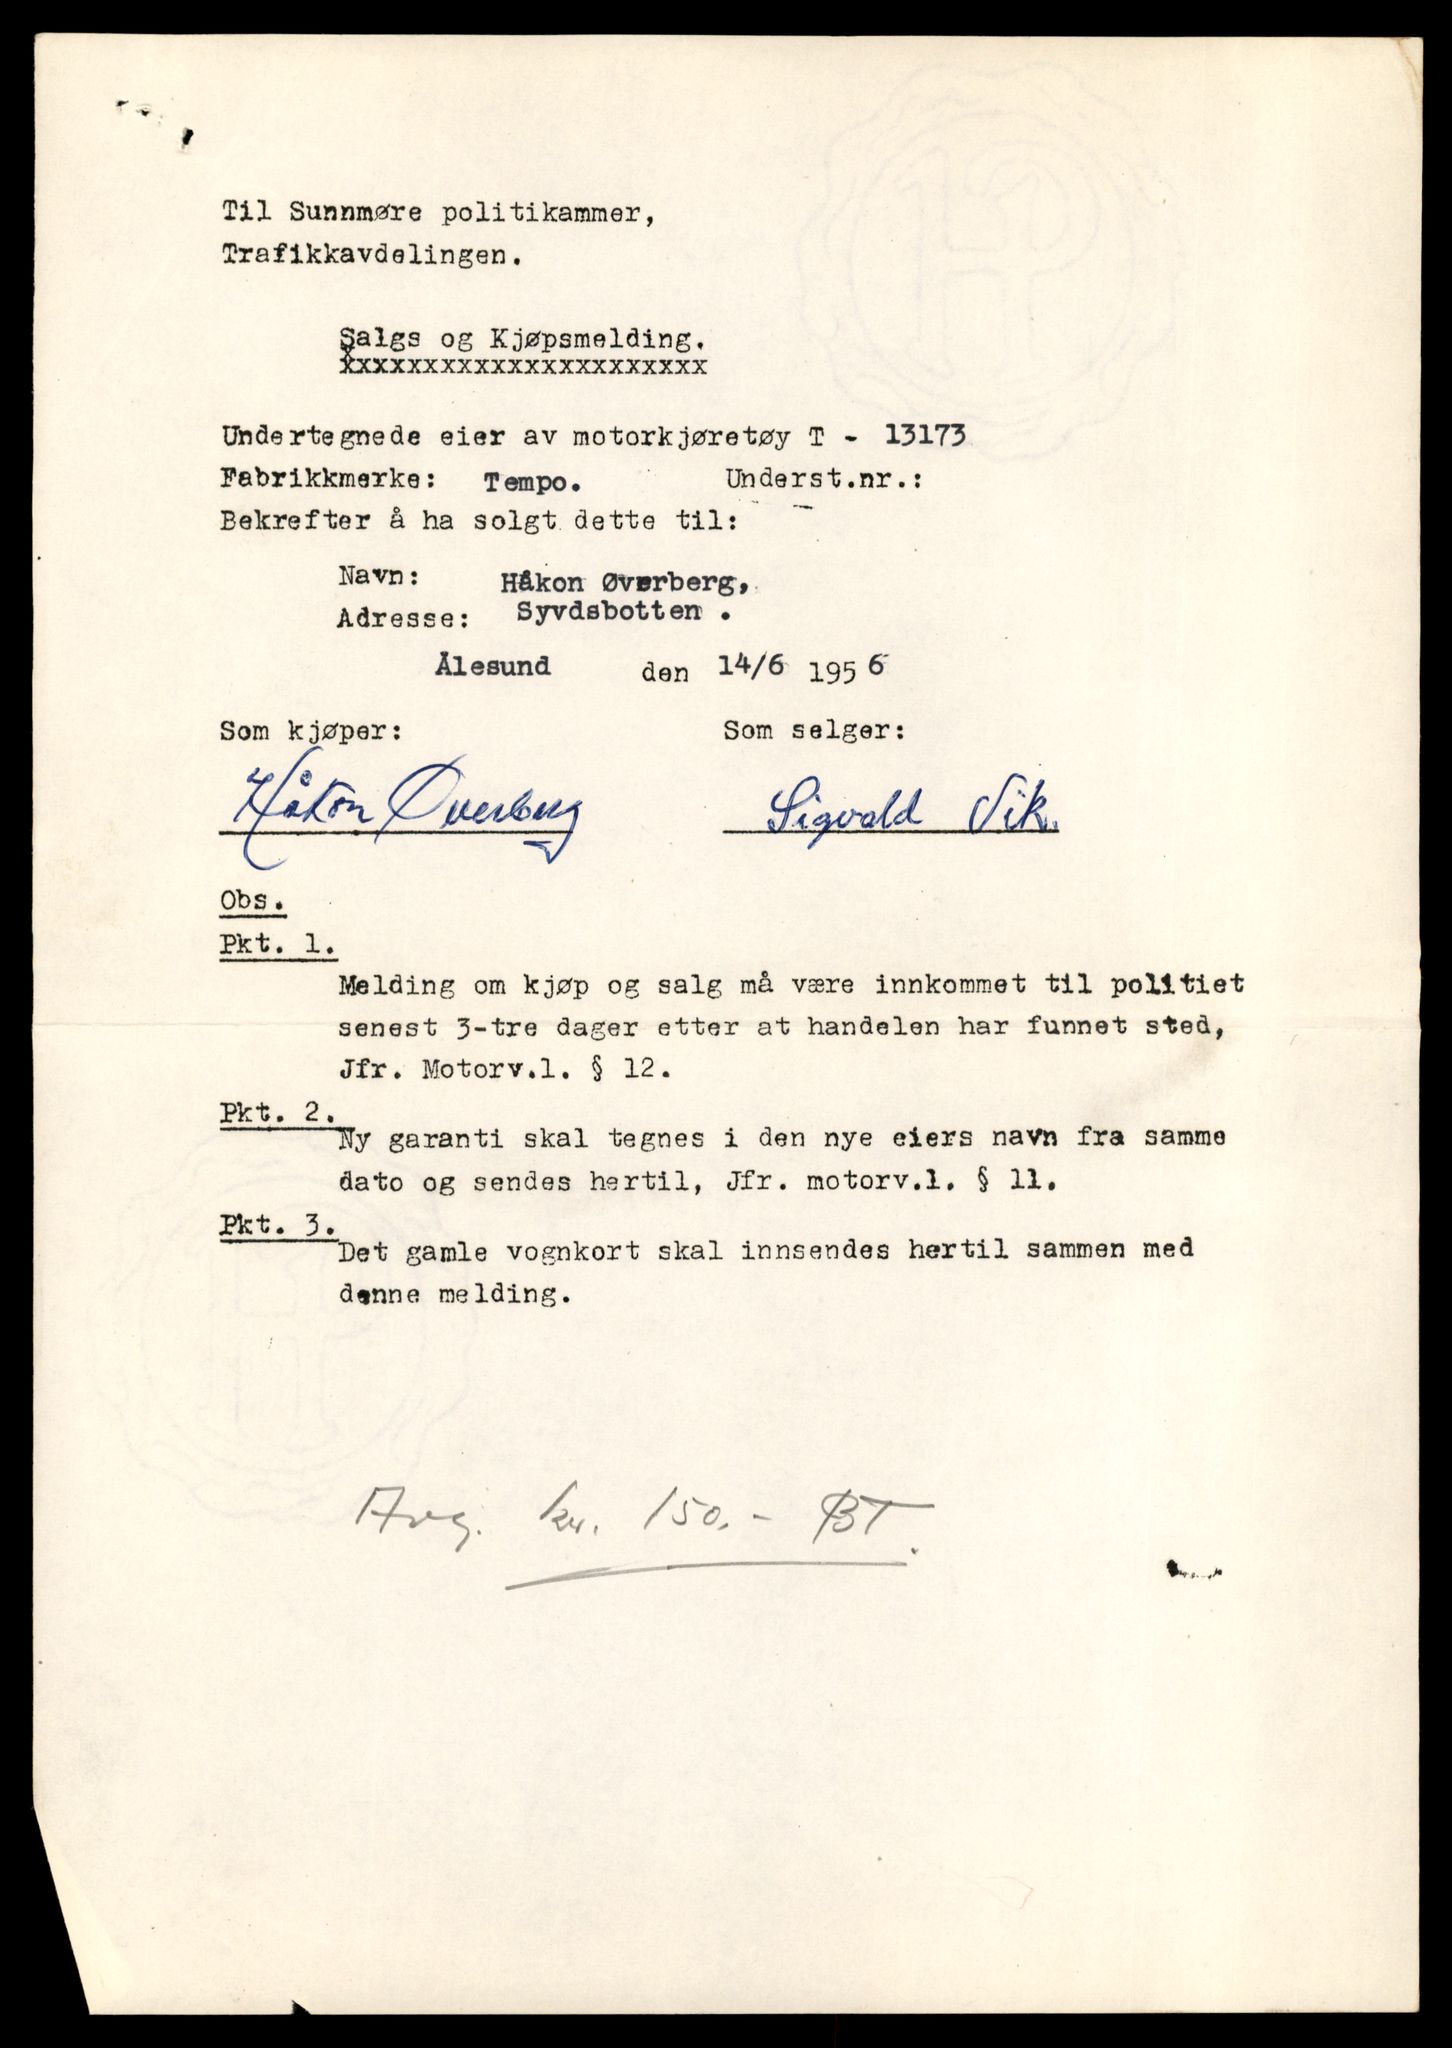 Til Sunnmøre politikammer,
Trafikkavdelingen.
Salgs og Kjøpsmelding.
xxxxxxxxxxxxxxxxxxxxxx
Undertegnede eier av motorkjøretøy T - 13173
Fabrikkmerke: Tempo. Underst.nr.:
Bekrefter å ha solgt dette til:
Navn: Håkon Øverberg,
Adresse: Syvdsbotten .
Ålesund den 14/6 1956
Som kjøper: Som selger:
Håkon Øverberg Sigvald Vik.
Obs.
Pkt. 1.
Melding om kjøp og salg må være innkommet til politiet
senest 3-tre dager etter at handelen har funnet sted,
Jfr. Motorv.l. § 12.
Pkt. 2.
Ny garanti skal tegnes i den nye eiers navn fra samme
dato og sendes hertil, Jfr. motorv.l. § 11.
Pkt. 3.
Det gamle vognkort skal innsendes hertil sammen med
denne melding.
Avg. kr. 150.- BT.